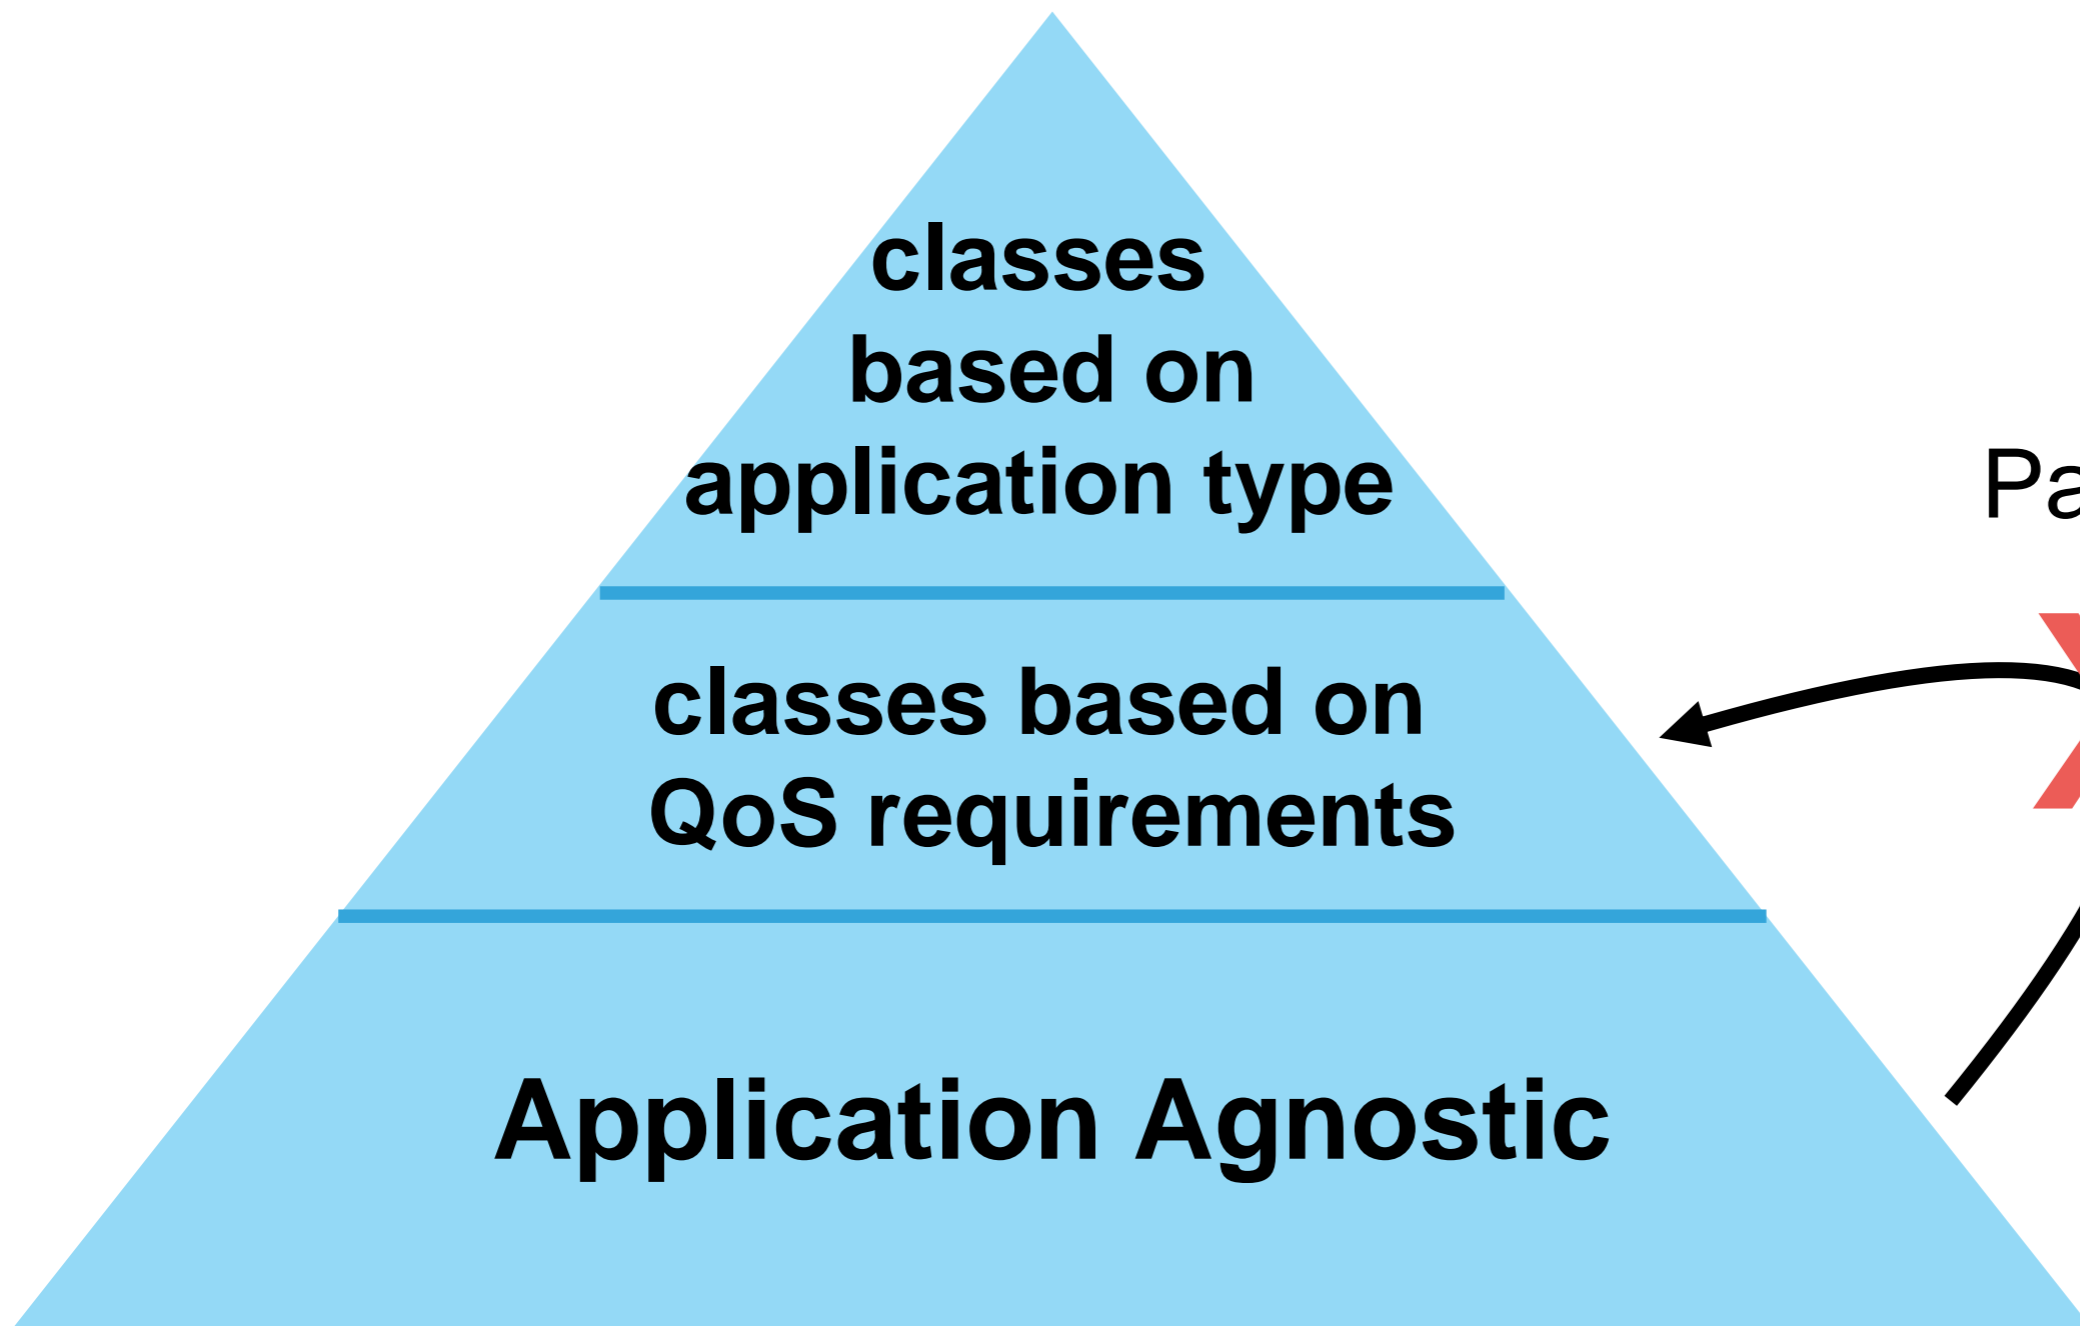 classes
based on
application type
classes based on
QoS requirements
Application Agnostic